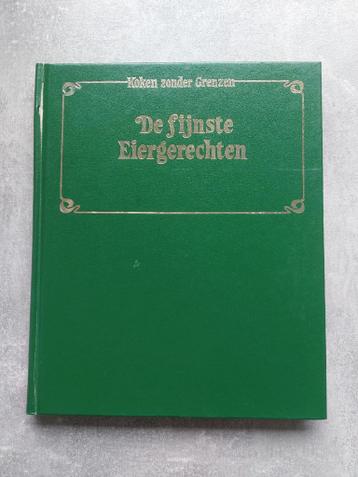 Koken zonder Grenzen
De fijnste
Eiergerechten